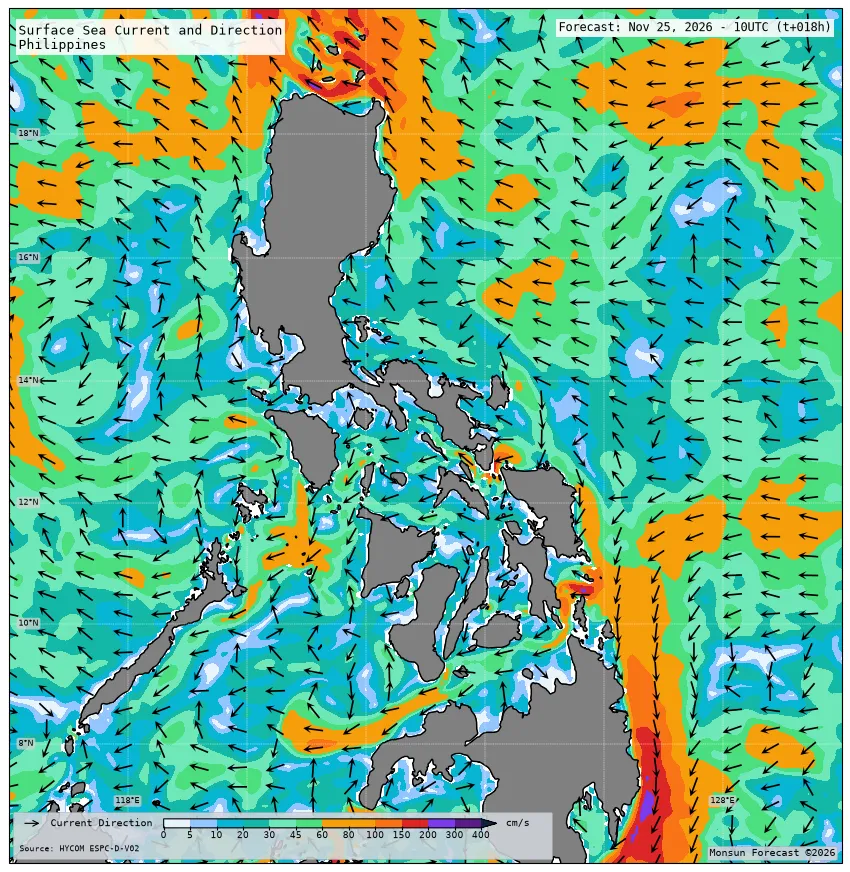 Surface Sea Current and Direction
Philippines
Forecast: Nov 25, 2026 - 10UTC (t+018h)
18°N
16°N
14°N
12°N
10°N
8°N
118°E
128°E
Current Direction
0 5 10 20 30 45 60 80 100 150 200 300 400 cm/s
Source: HYCOM ESPC-D-V02
Monsun Forecast ©2026